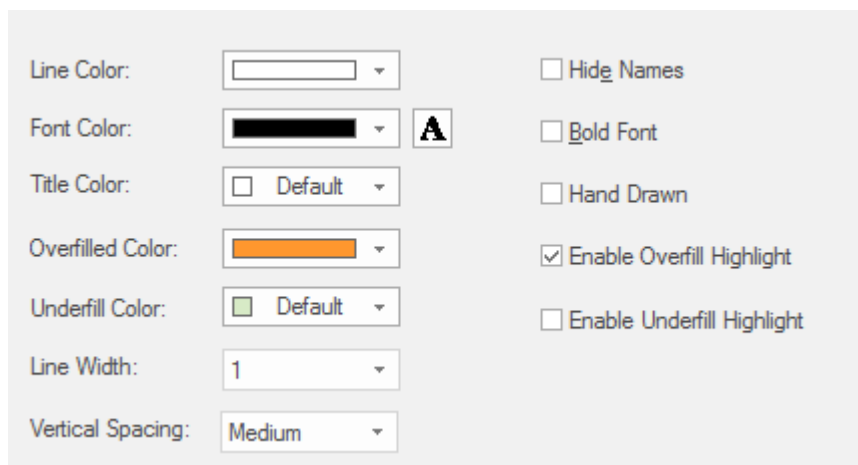 Line Color:
Hide Names
Font Color:
A
Bold Font
Title Color:
Default
Hand Drawn
Overfilled Color:
Enable Overfill Highlight
Underfill Color:
Default
Enable Underfill Highlight
Line Width:
1
Vertical Spacing:
Medium